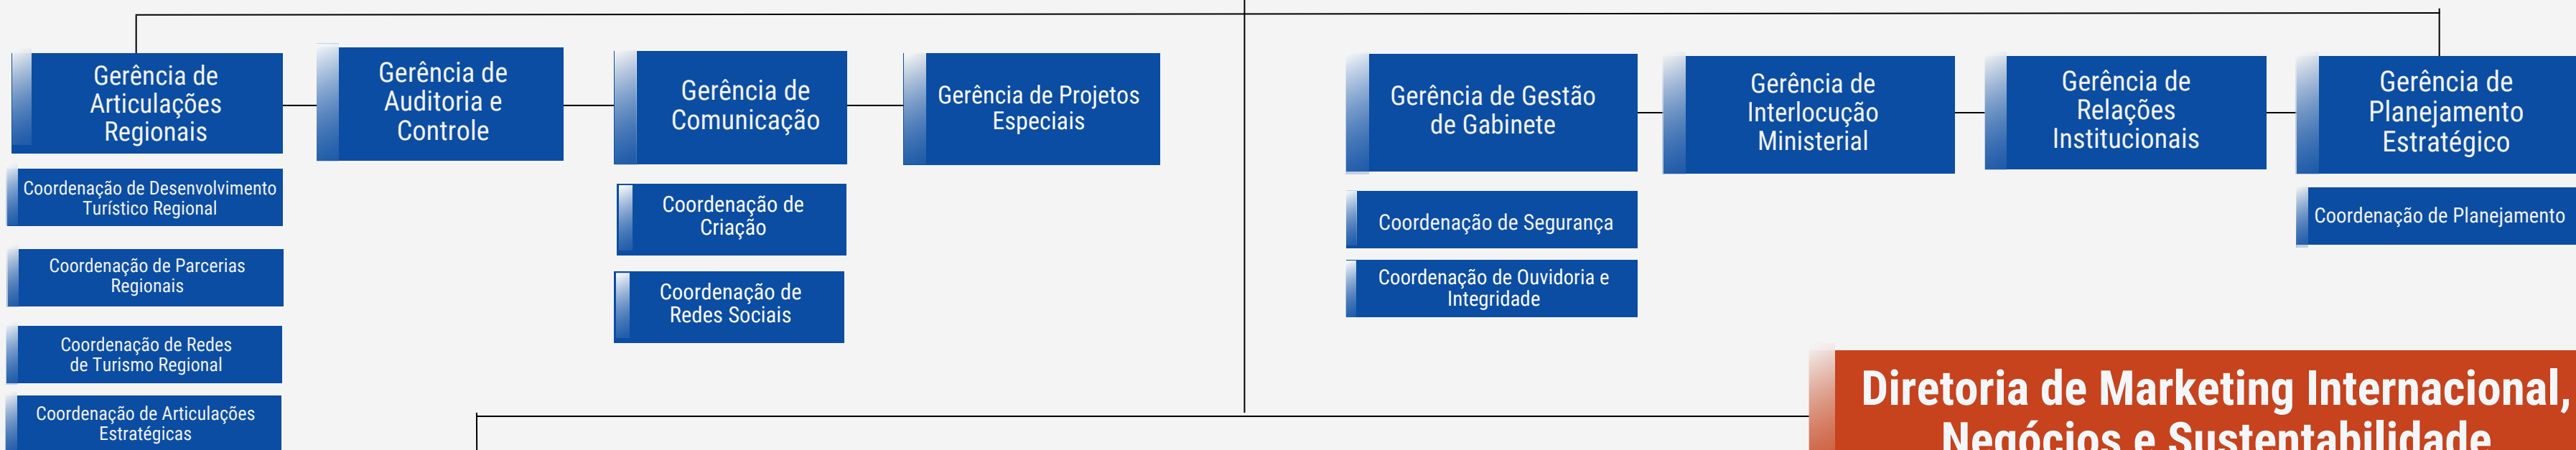 Gerência de
Articulações
Regionais
Gerência de
Auditoria e
Controle
Gerência de
Comunicação
Gerência de Projetos
Especiais
Gerência de Gestão
de Gabinete
Gerência de
Interlocução
Ministerial
Gerência de
Relações
Institucionais
Gerência de
Planejamento
Estratégico
Coordenação de Desenvolvimento
Turístico Regional
Coordenação de Parcerias
Regionais
Coordenação de Redes
de Turismo Regional
Coordenação de Articulações
Estratégicas
Coordenação de
Criação
Coordenação de
Redes Sociais
Coordenação de Segurança
Coordenação de Ouvidoria e
Integridade
Coordenação de Planejamento
Diretoria de Marketing Internacional,
Negócios e Sustentabilidade